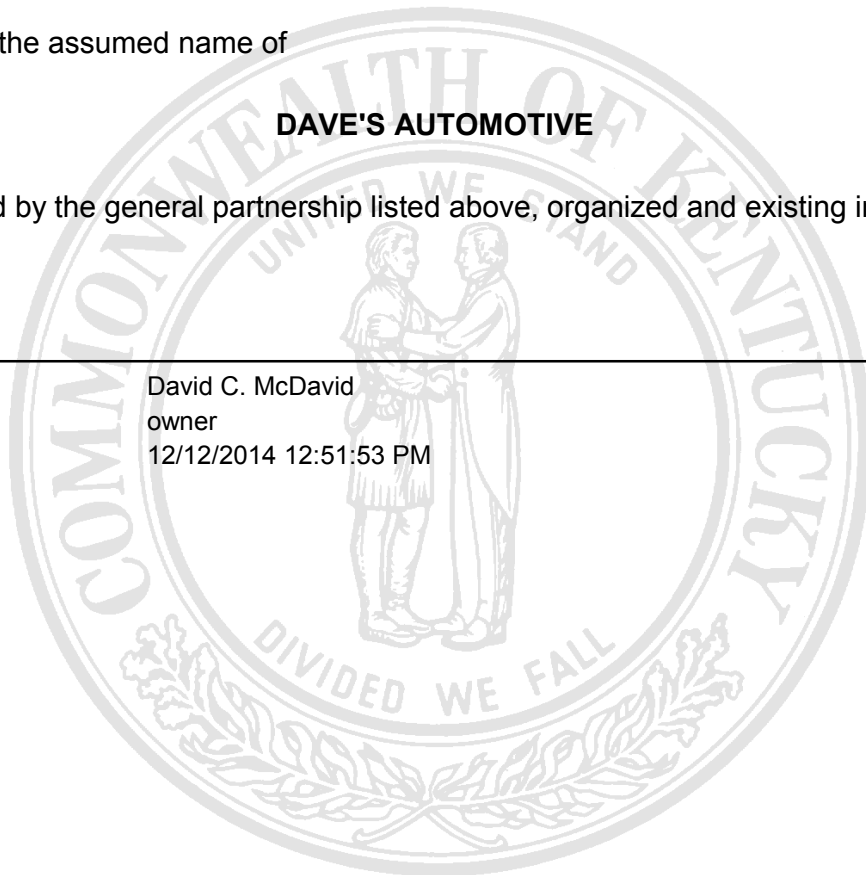 the assumed name of
DAVE'S AUTOMOTIVE
by the general partnership listed above, organized and existing
David C. McDavid
owner
12/12/2014 12:51:53 PM
COMMONWEALTH OF KENTUCKY
UNITED WE STAND
DIVIDED WE FALL